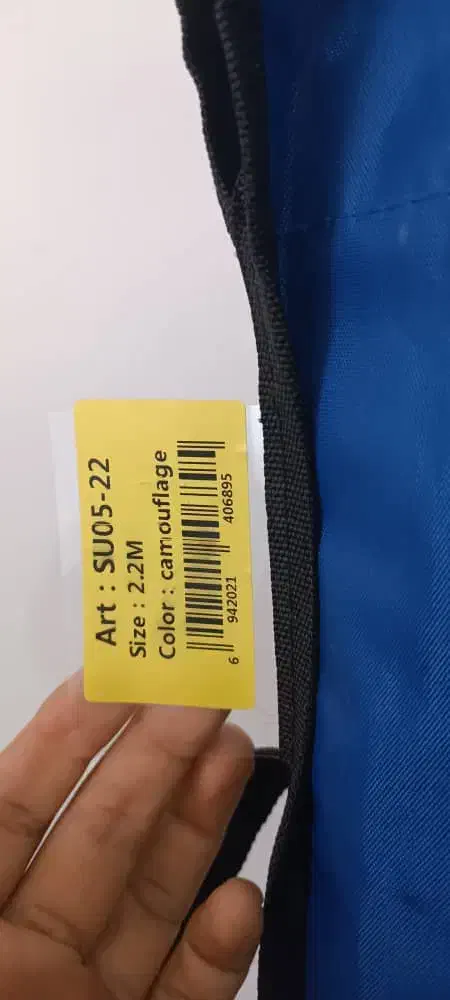 Art : SU05-22
Size : 2.2M
Color : camouflage
6 942021 406895